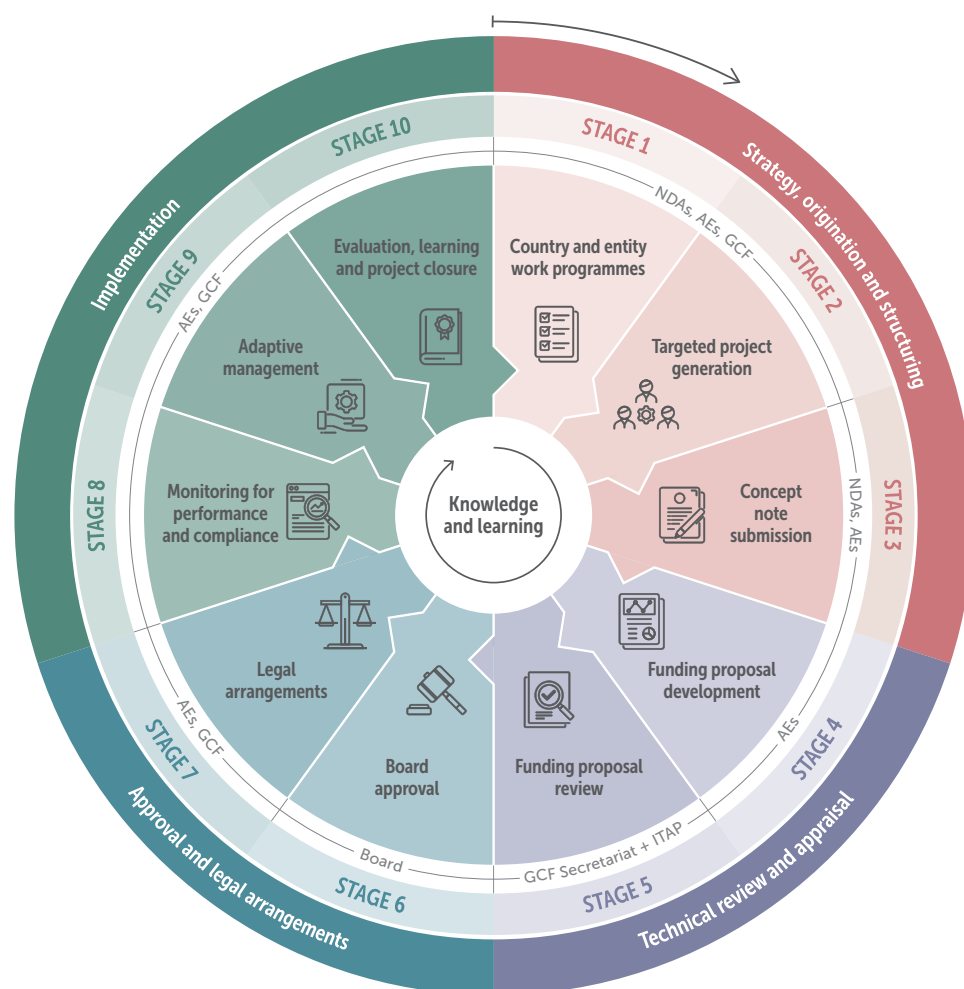 Strategy, origination and structuring
STAGE 1
STAGE 2
STAGE 3
NDAs, AEs, GCF
NDAs, AEs
Country and entity
work programmes
Targeted project
generation
Concept
note
submission
Technical review and appraisal
STAGE 4
STAGE 5
AEs
GCF Secretariat + ITAP
Funding proposal
development
Funding proposal
review
Approval and legal arrangements
STAGE 6
STAGE 7
Board
AEs, GCF
Board
approval
Legal
arrangements
Implementation
STAGE 8
STAGE 9
STAGE 10
AEs, GCF
Monitoring for
performance
and compliance
Adaptive
management
Evaluation, learning
and project closure
Knowledge
and learning